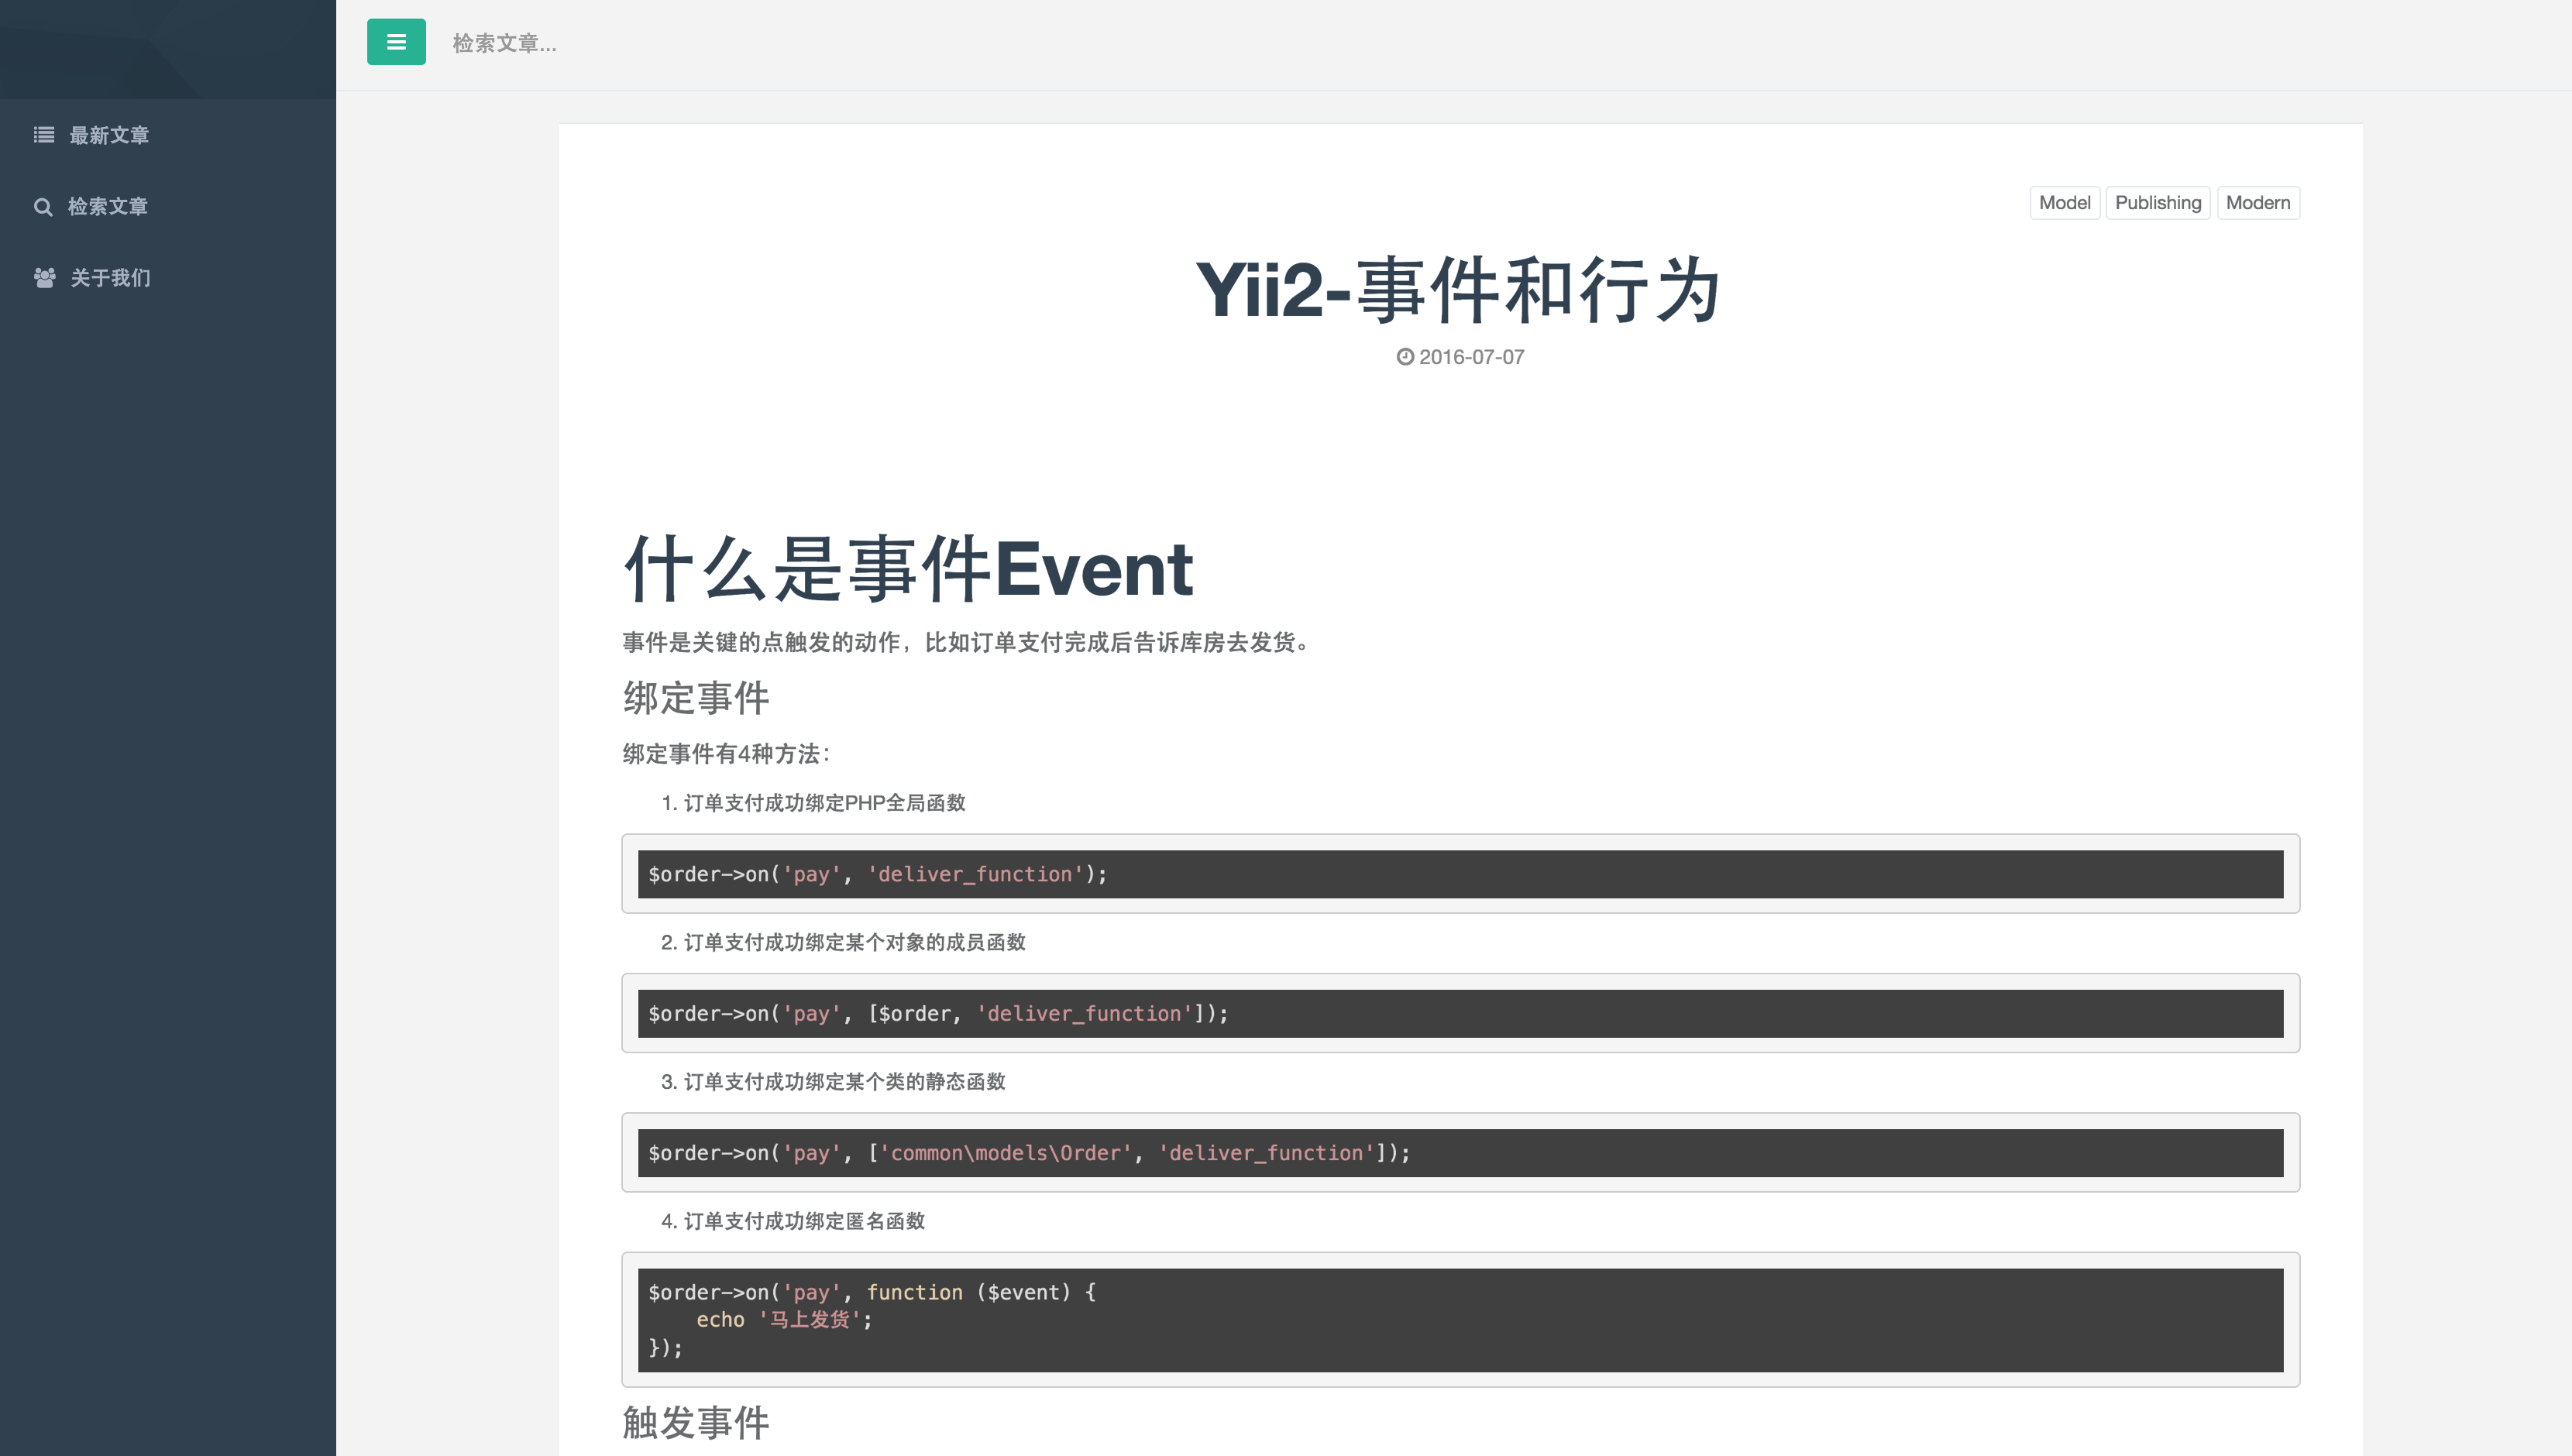 检索文章...
最新文章
检索文章
关于我们
Model Publishing Modern
Yii2-事件和行为
2016-07-07
什么是事件Event
事件是关键的点触发的动作，比如订单支付完成后告诉库房去发货。
绑定事件
绑定事件有4种方法：
1. 订单支付成功绑定PHP全局函数
$order->on('pay', 'deliver_function');
2. 订单支付成功绑定某个对象的成员函数
$order->on('pay', [$order, 'deliver_function']);
3. 订单支付成功绑定某个类的静态函数
$order->on('pay', ['common\models\Order', 'deliver_function']);
4. 订单支付成功绑定匿名函数
$order->on('pay', function ($event) {
    echo '马上发货';
});
触发事件